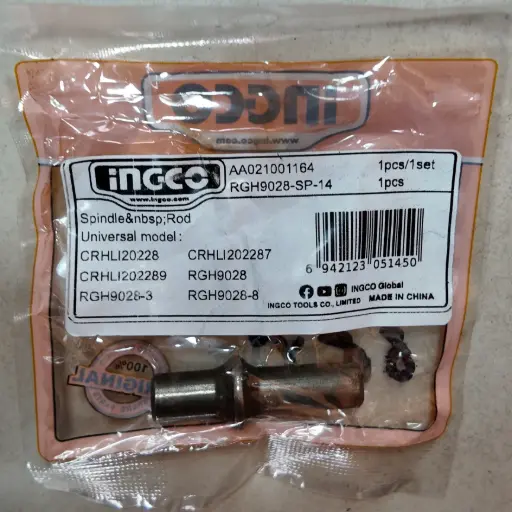 INGCO
www.ingco.com
INGCO
www.ingco.com
AA021001164 1pcs/1set
RGH9028-SP-14 1pcs
Spindle&nbsp;Rod
Universal model :
CRHLI20228 CRHLI202287
CRHLI202289 RGH9028
RGH9028-3 RGH9028-8
6 942123 051450
INGCO Global
INGCO TOOLS CO., LIMITED MADE IN CHINA
100%
ORIGINAL